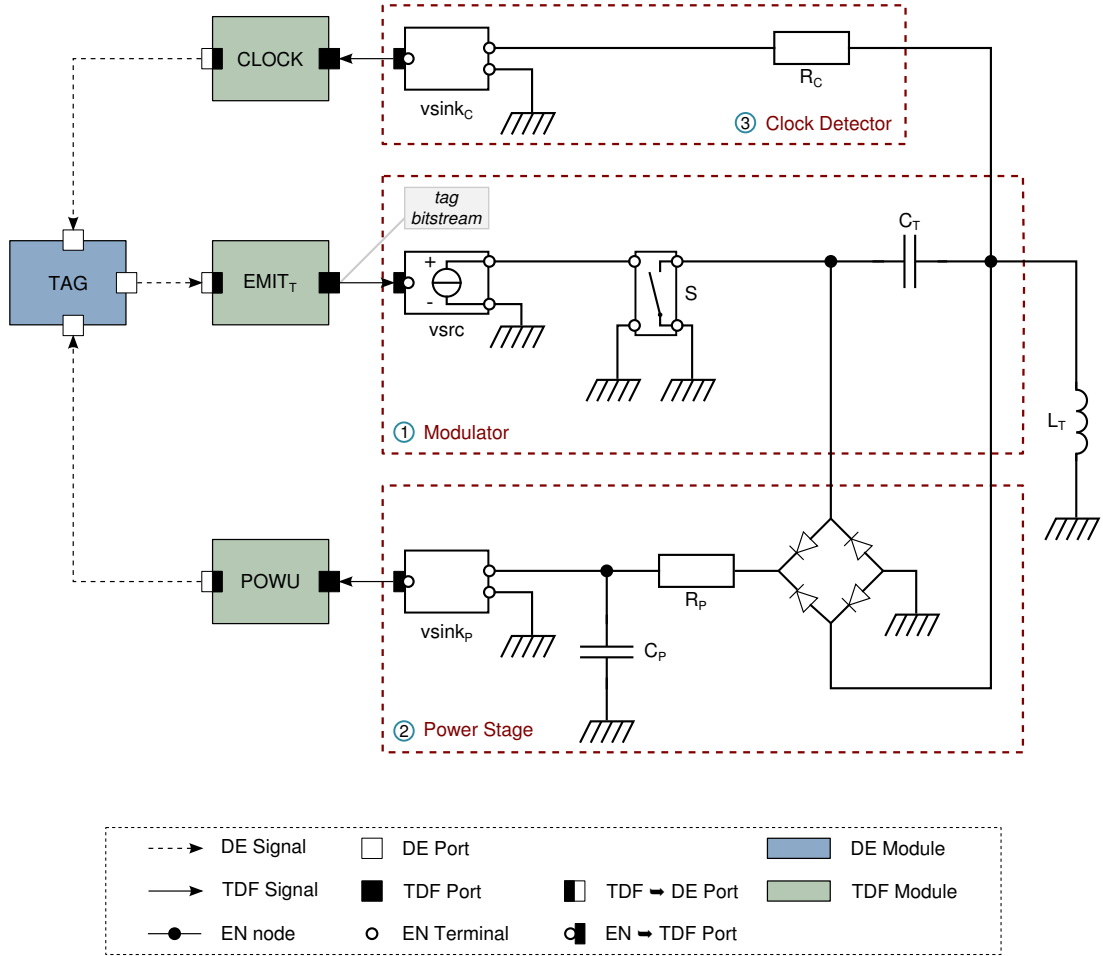 CLOCK
vsinkC
RC
3 Clock Detector
tag
bitstream
CT
TAG
EMITT
+
-
vsrc
S
1 Modulator
LT
POWU
vsinkP
RP
CP
2 Power Stage
DE Signal
DE Port
DE Module
TDF Signal
TDF Port
TDF ➥ DE Port
TDF Module
EN node
EN Terminal
EN ➥ TDF Port